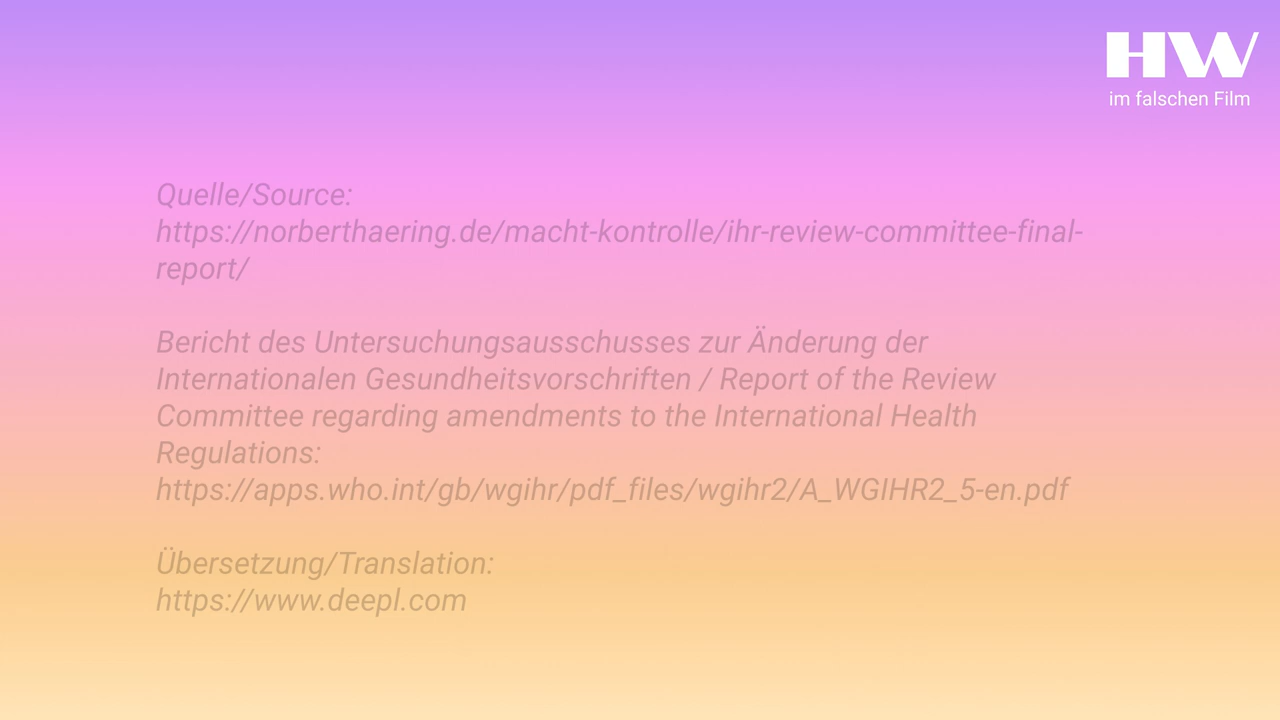 HW
im falschen Film
Quelle/Source:
https://norberthaering.de/macht-kontrolle/ihr-review-committee-final-
report/
Bericht des Untersuchungsausschusses zur Änderung der
Internationalen Gesundheitsvorschriften / Report of the Review
Committee regarding amendments to the International Health
Regulations:
https://apps.who.int/gb/wgihr/pdf_files/wgihr2/A_WGIHR2_5-en.pdf
Übersetzung/Translation:
https://www.deepl.com